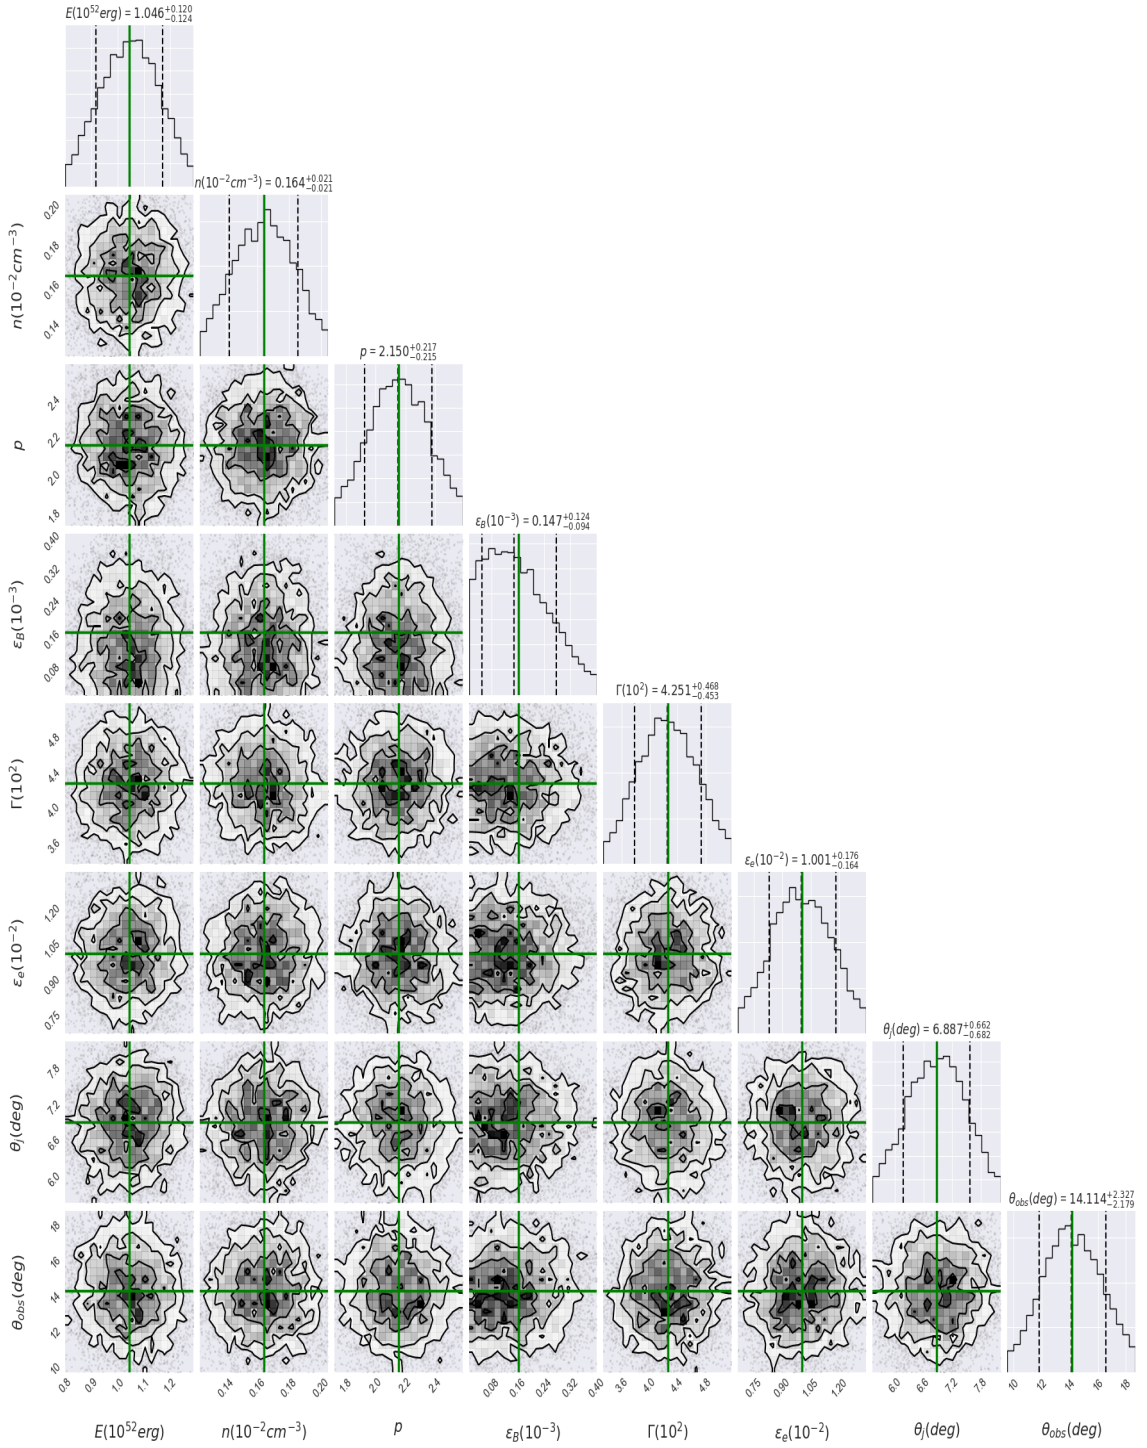 E(10^52 erg) = 1.046^+0.120_−0.124
n(10^−2 cm^−3) = 0.164^+0.021_−0.021
n(10^−2 cm^−3)
0.20
0.18
0.16
0.14
p = 2.150^+0.217_−0.215
p
2.4
2.2
2.0
1.8
ε_B(10^−3) = 0.147^+0.124_−0.094
ε_B(10^−3)
0.40
0.32
0.24
0.16
0.08
Γ(10^2) = 4.251^+0.468_−0.453
Γ(10^2)
4.8
4.4
4.0
3.6
ε_e(10^−2) = 1.001^+0.176_−0.164
ε_e(10^−2)
1.20
1.05
0.90
0.75
θ_j(deg) = 6.887^+0.662_−0.682
θ_j(deg)
7.8
7.2
6.6
6.0
θ_obs(deg) = 14.114^+2.327_−2.179
θ_obs(deg)
18
16
14
12
10
0.8 0.9 1.0 1.1 1.2 0.14 0.16 0.18 0.20 1.8 2.0 2.2 2.4 0.08 0.16 0.24 0.32 0.40 3.6 4.0 4.4 4.8 0.75 0.90 1.05 1.20 6.0 6.6 7.2 7.8 10 12 14 16 18
E(10^52 erg) n(10^−2 cm^−3) p ε_B(10^−3) Γ(10^2) ε_e(10^−2) θ_j(deg) θ_obs(deg)